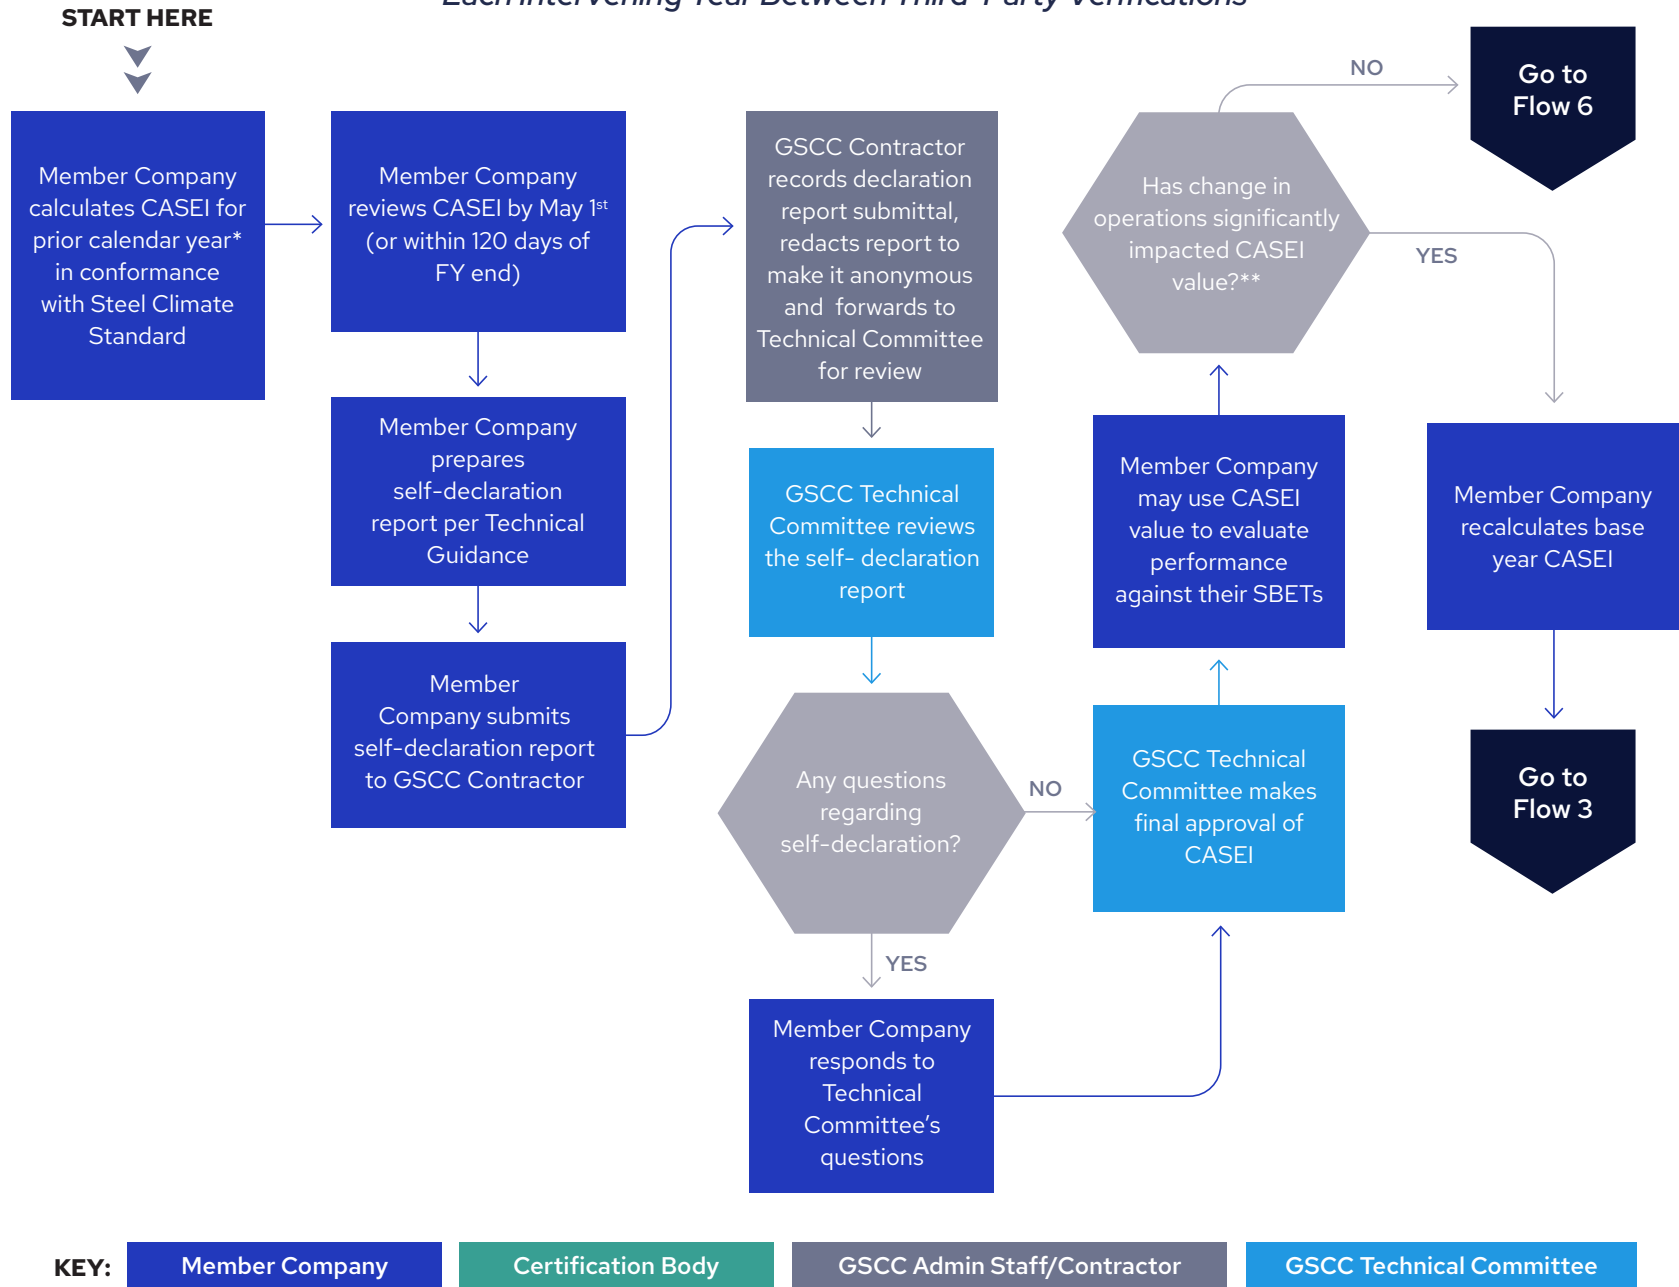 Each Intervening Year Between Third-Party Verifications
START HERE
Member Company
calculates CASEI for
prior calendar year*
in conformance
with Steel Climate
Standard
Member Company
reviews CASEI by May 1st
(or within 120 days of
FY end)
Member Company
prepares
self-declaration
report per Technical
Guidance
Member
Company submits
self-declaration report
to GSCC Contractor
GSCC Contractor
records declaration
report submittal,
redacts report to
make it anonymous
and forwards to
Technical Committee
for review
GSCC Technical
Committee reviews
the self- declaration
report
Any questions
regarding
self-declaration?
NO
YES
Member Company
responds to
Technical
Committee’s
questions
GSCC Technical
Committee makes
final approval of
CASEI
Member Company
may use CASEI
value to evaluate
performance
against their SBETs
Has change in
operations significantly
impacted CASEI
value?**
NO
Go to
Flow 6
YES
Member Company
recalculates base
year CASEI
Go to
Flow 3
KEY:
Member Company
Certification Body
GSCC Admin Staff/Contractor
GSCC Technical Committee